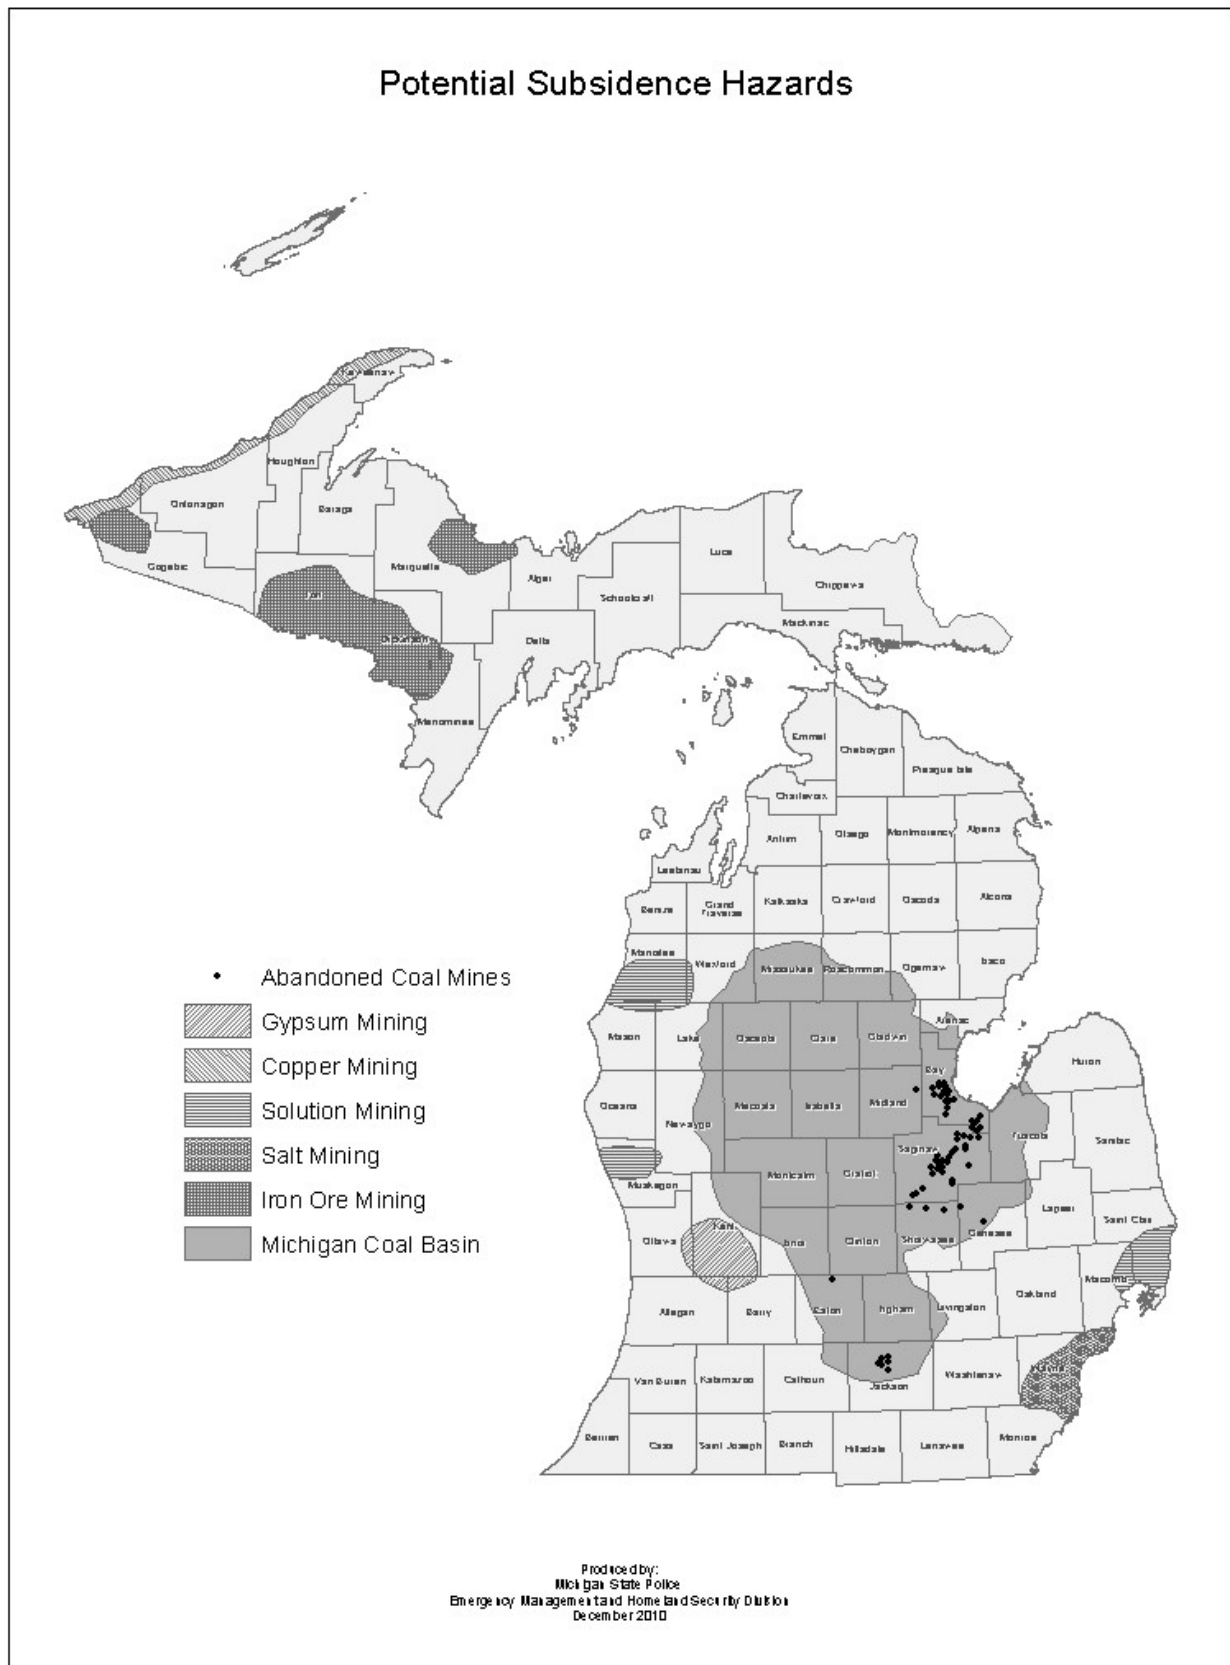 Potential Subsidence Hazards
Keweenaw
Houghton
Ontonagon
Baraga
Luce
Gogebic
Marquette
Alger
Chippewa
Iron
Schoolcraft
Mackinac
Dickinson
Delta
Menominee
Emmet
Cheboygan
Presque Isle
Charlevoix
Antrim
Otsego
Montmorency
Alpena
Leelanau
Benzie
Grand
Traverse
Kalkaska
Crawford
Oscoda
Alcona
Manistee
Wexford
Missaukee
Roscommon
Ogemaw
Iosco
Arenac
Mason
Lake
Osceola
Clare
Gladwin
Bay
Huron
Oceana
Newaygo
Mecosta
Isabella
Midland
Tuscola
Sanilac
Saginaw
Muskegon
Montcalm
Gratiot
Lapeer
Saint Clair
Kent
Ottawa
Ionia
Clinton
Shiawassee
Genesee
Macomb
Oakland
Allegan
Barry
Eaton
Ingham
Livingston
Van Buren
Kalamazoo
Calhoun
Jackson
Washtenaw
Wayne
Berrien
Cass
Saint Joseph
Branch
Hillsdale
Lenawee
Monroe
Abandoned Coal Mines
Gypsum Mining
Copper Mining
Solution Mining
Salt Mining
Iron Ore Mining
Michigan Coal Basin
Produced by:
Michigan State Police
Emergency Management and Homeland Security Division
December 2010